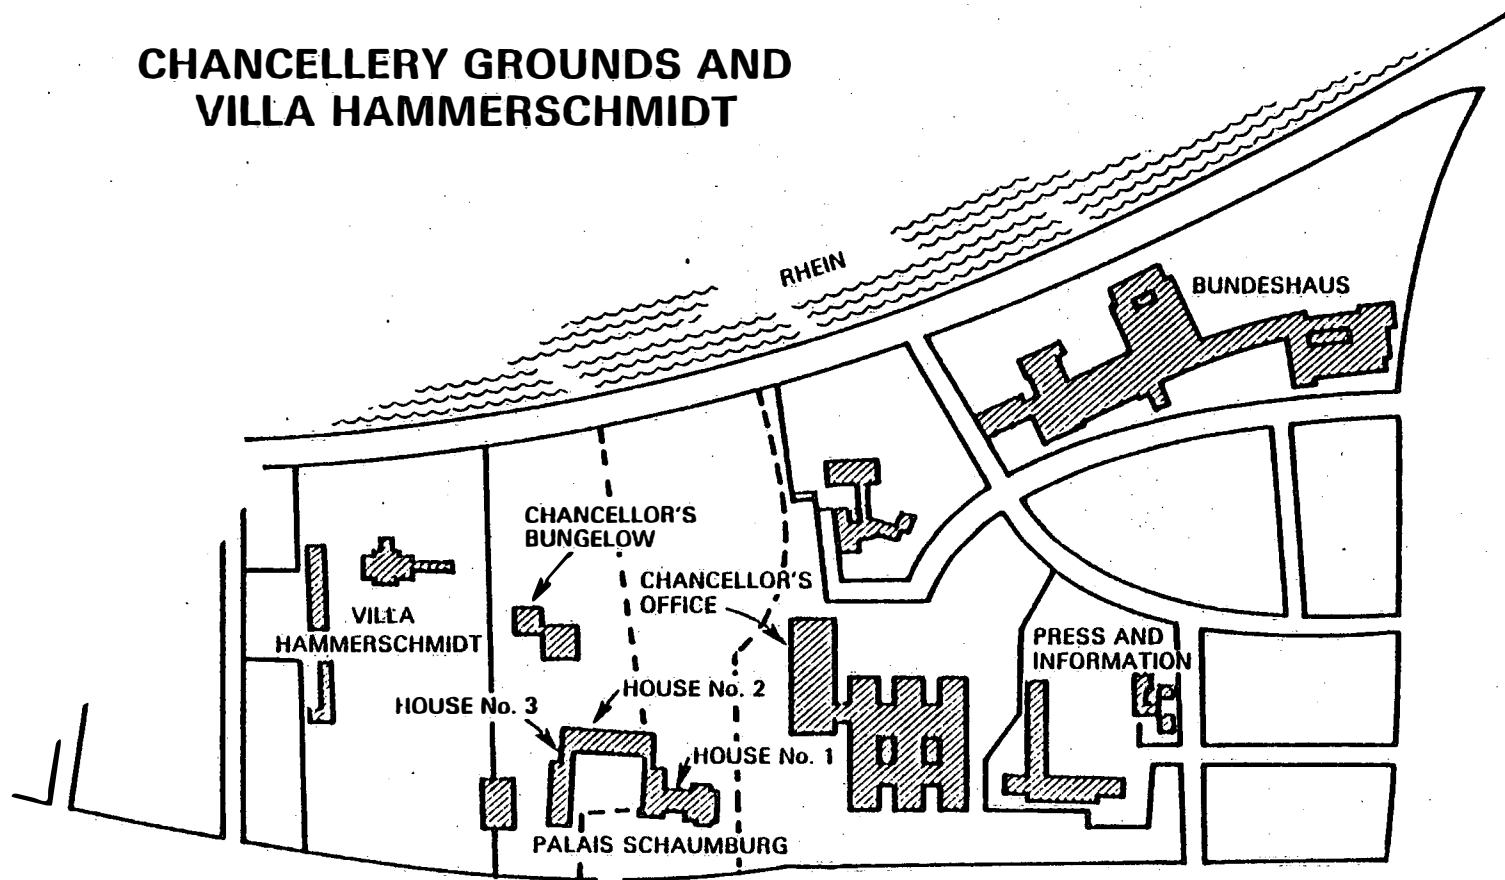 CHANCELLERY GROUNDS AND
VILLA HAMMERSCHMIDT
RHEIN
BUNDESHAUS
CHANCELLOR'S
BUNGELOW
CHANCELLOR'S
OFFICE
VILLA
HAMMERSCHMIDT
PRESS AND
INFORMATION
HOUSE No. 2
HOUSE No. 3
HOUSE No. 1
PALAIS SCHAUMBURG